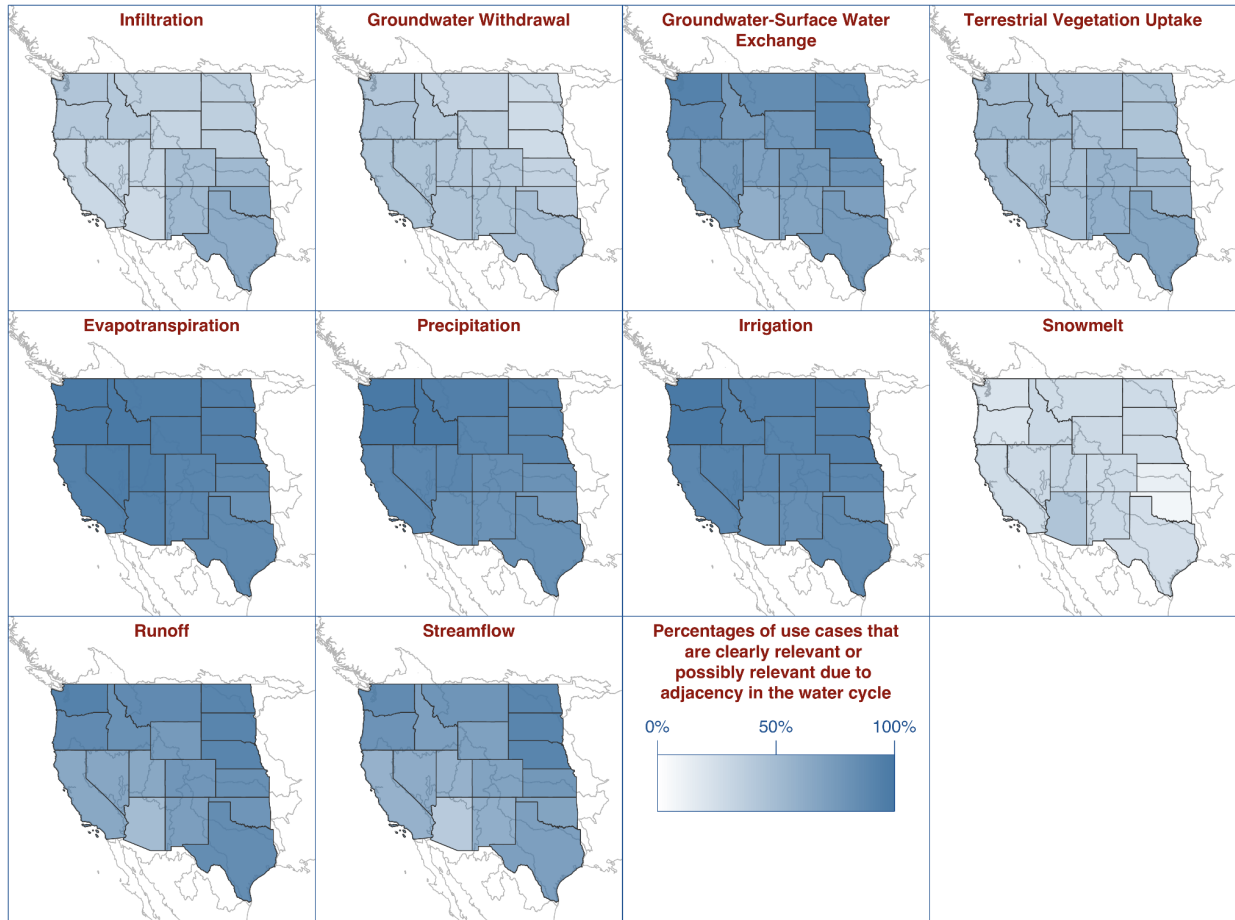 Infiltration
Groundwater Withdrawal
Groundwater-Surface Water
Exchange
Terrestrial Vegetation Uptake
Evapotranspiration
Precipitation
Irrigation
Snowmelt
Runoff
Streamflow
Percentages of use cases that
are clearly relevant or
possibly relevant due to
adjacency in the water cycle
0% 50% 100%